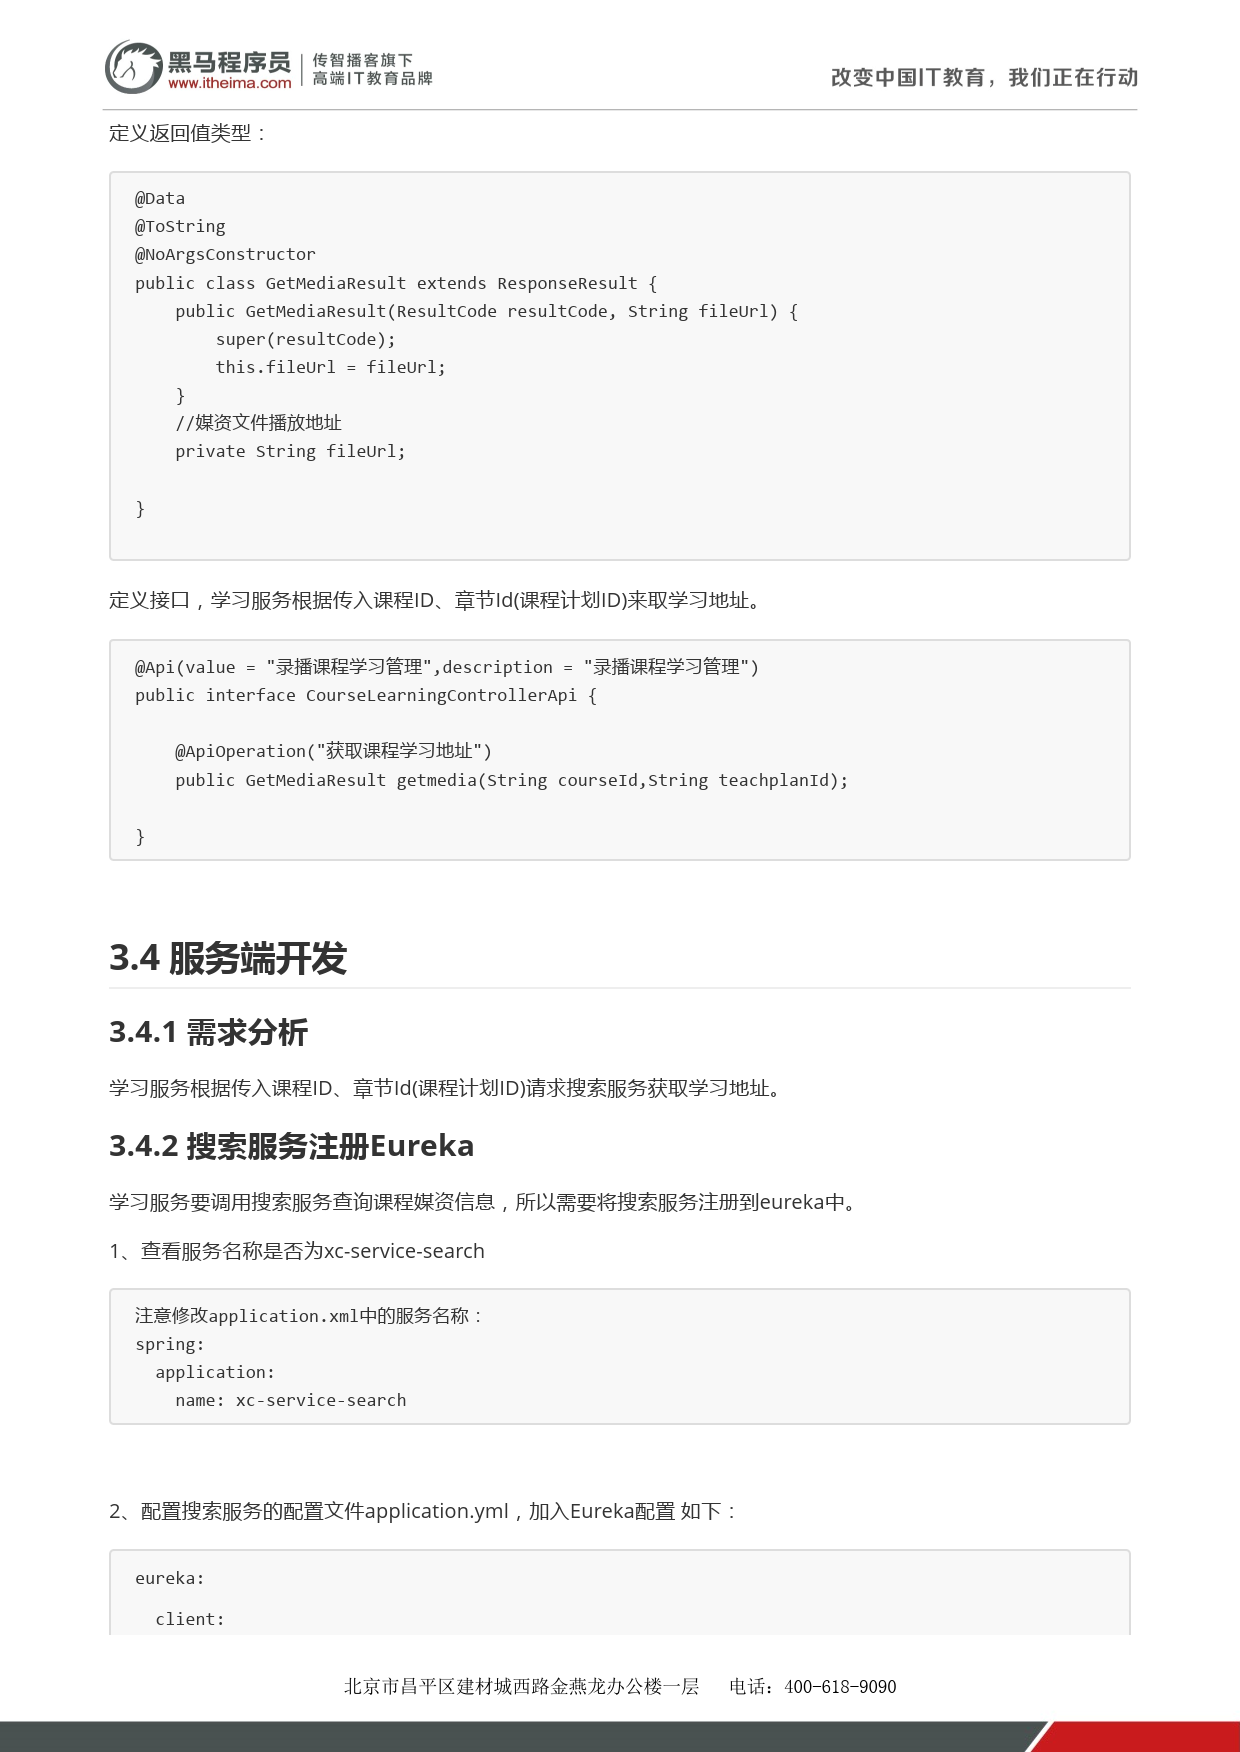 黑马程序员
www.itheima.com
传智播客旗下
高端IT教育品牌
改变中国IT教育，我们正在行动
定义返回值类型：
@Data
@ToString
@NoArgsConstructor
public class GetMediaResult extends ResponseResult {
    public GetMediaResult(ResultCode resultCode, String fileUrl) {
        super(resultCode);
        this.fileUrl = fileUrl;
    }
    //媒资文件播放地址
    private String fileUrl;
}
定义接口，学习服务根据传入课程ID、章节Id(课程计划ID)来取学习地址。
@Api(value = "录播课程学习管理",description = "录播课程学习管理")
public interface CourseLearningControllerApi {
    @ApiOperation("获取课程学习地址")
    public GetMediaResult getmedia(String courseId,String teachplanId);
}
3.4 服务端开发
3.4.1 需求分析
学习服务根据传入课程ID、章节Id(课程计划ID)请求搜索服务获取学习地址。
3.4.2 搜索服务注册Eureka
学习服务要调用搜索服务查询课程媒资信息，所以需要将搜索服务注册到eureka中。
1、查看服务名称是否为xc-service-search
注意修改application.xml中的服务名称：
spring:
  application:
    name: xc-service-search
2、配置搜索服务的配置文件application.yml，加入Eureka配置 如下：
eureka:
  client:
北京市昌平区建材城西路金燕龙办公楼一层 电话：400-618-9090